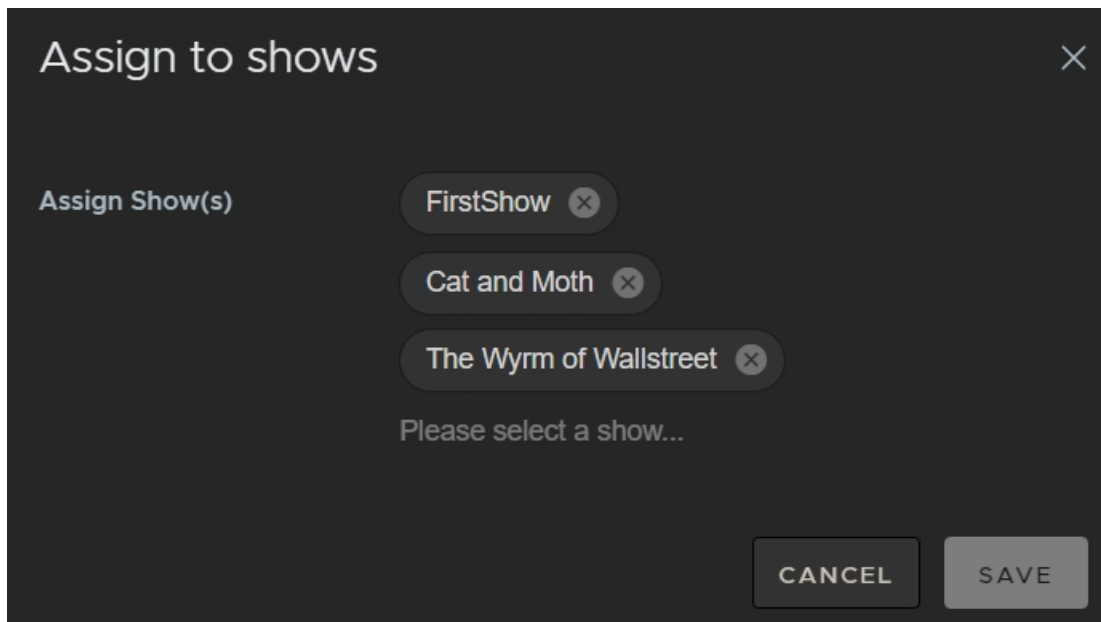 Assign to shows
Assign Show(s)
FirstShow
Cat and Moth
The Wyrm of Wallstreet
Please select a show...
CANCEL
SAVE